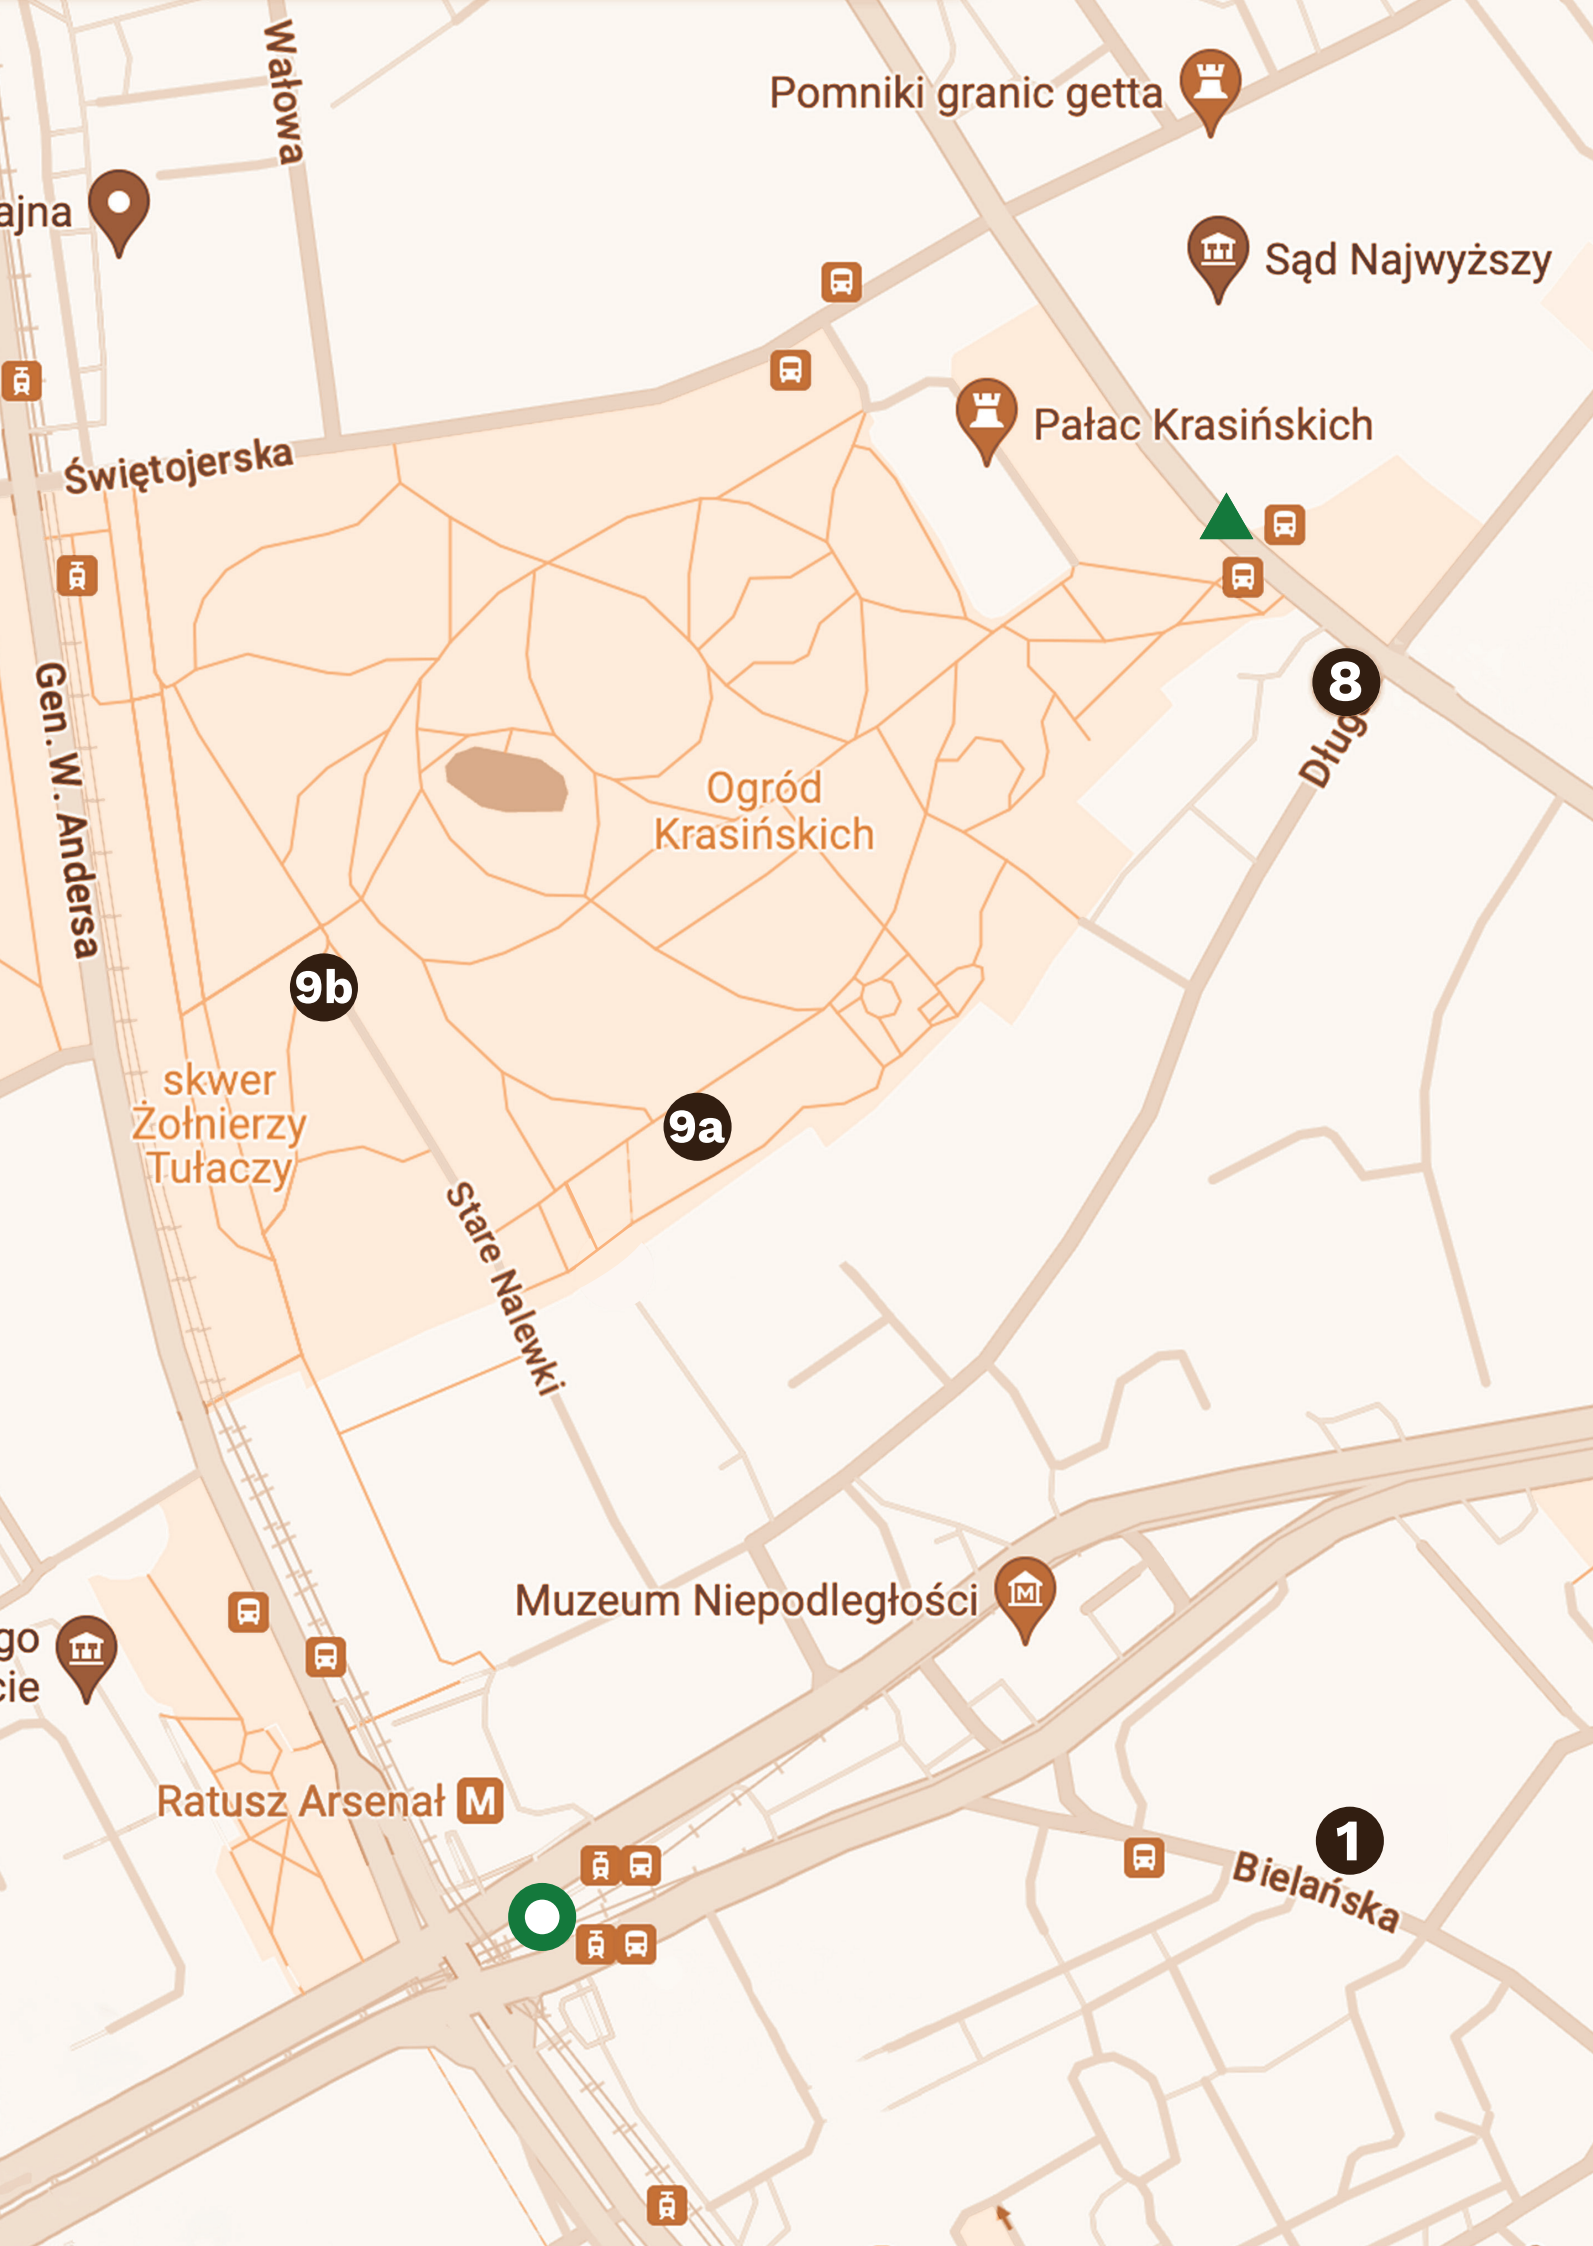 Wałowa
Pomniki granic getta
ajna
Sąd Najwyższy
Pałac Krasińskich
Świętojerska
Gen. W. Andersa
8
Dług
Ogród
Krasińskich
9b
skwer
Żołnierzy
Tułaczy
9a
Stare Nalewki
Muzeum Niepodległości
M
go
cie
Ratusz Arsenał M
1
Bielańska